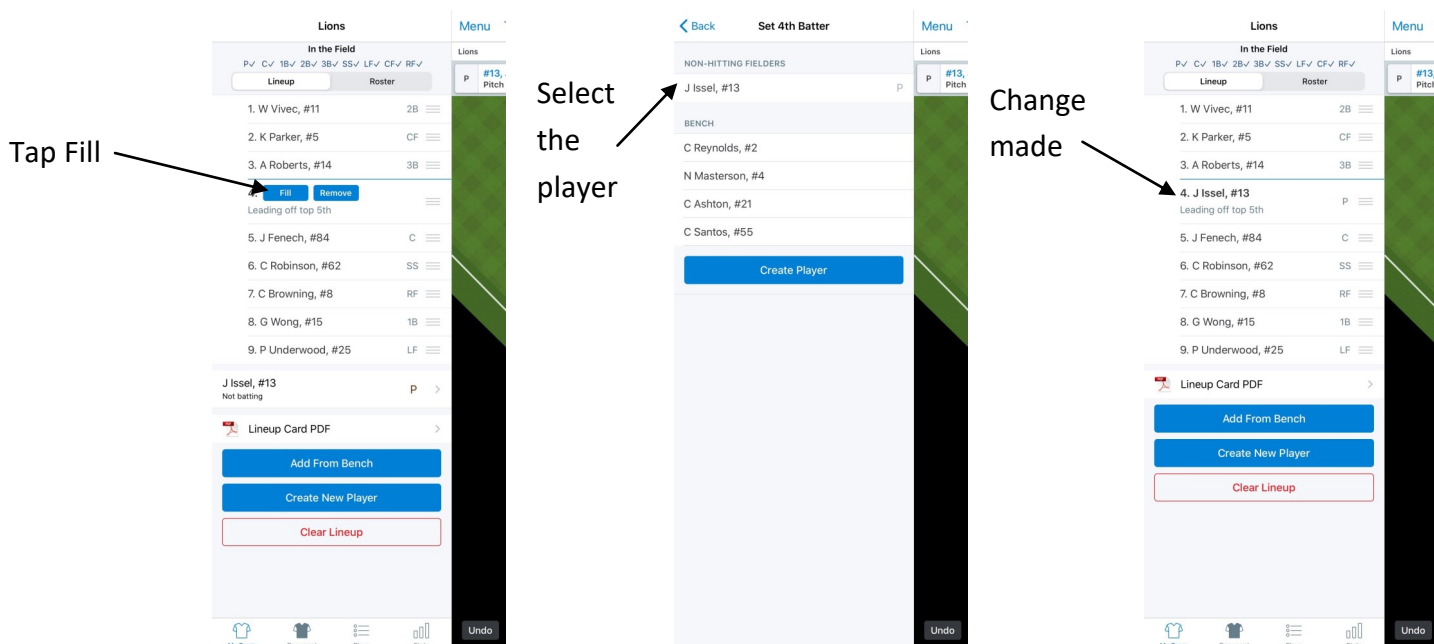 Tap Fill
Lions
In the Field
P✓ C✓ 1B✓ 2B✓ 3B✓ SS✓ LF✓ CF✓ RF✓
Lineup Roster
1. W Vivec, #11 2B
2. K Parker, #5 CF
3. A Roberts, #14 3B
4. Fill Remove
Leading off top 5th
5. J Fenech, #84 C
6. C Robinson, #62 SS
7. C Browning, #8 RF
8. G Wong, #15 1B
9. P Underwood, #25 LF
J Issel, #13 P
Not batting
Lineup Card PDF
Add From Bench
Create New Player
Clear Lineup
Menu
Lions
P #13,
Pitch
Undo
Select
the
player
Back Set 4th Batter
NON-HITTING FIELDERS
J Issel, #13 P
BENCH
C Reynolds, #2
N Masterson, #4
C Ashton, #21
C Santos, #55
Create Player
Menu
Lions
P #13,
Pitch
Undo
Change
made
Lions
In the Field
P✓ C✓ 1B✓ 2B✓ 3B✓ SS✓ LF✓ CF✓ RF✓
Lineup Roster
1. W Vivec, #11 2B
2. K Parker, #5 CF
3. A Roberts, #14 3B
4. J Issel, #13 P
Leading off top 5th
5. J Fenech, #84 C
6. C Robinson, #62 SS
7. C Browning, #8 RF
8. G Wong, #15 1B
9. P Underwood, #25 LF
Lineup Card PDF
Add From Bench
Create New Player
Clear Lineup
Menu
Lions
P #13,
Pitch
Undo